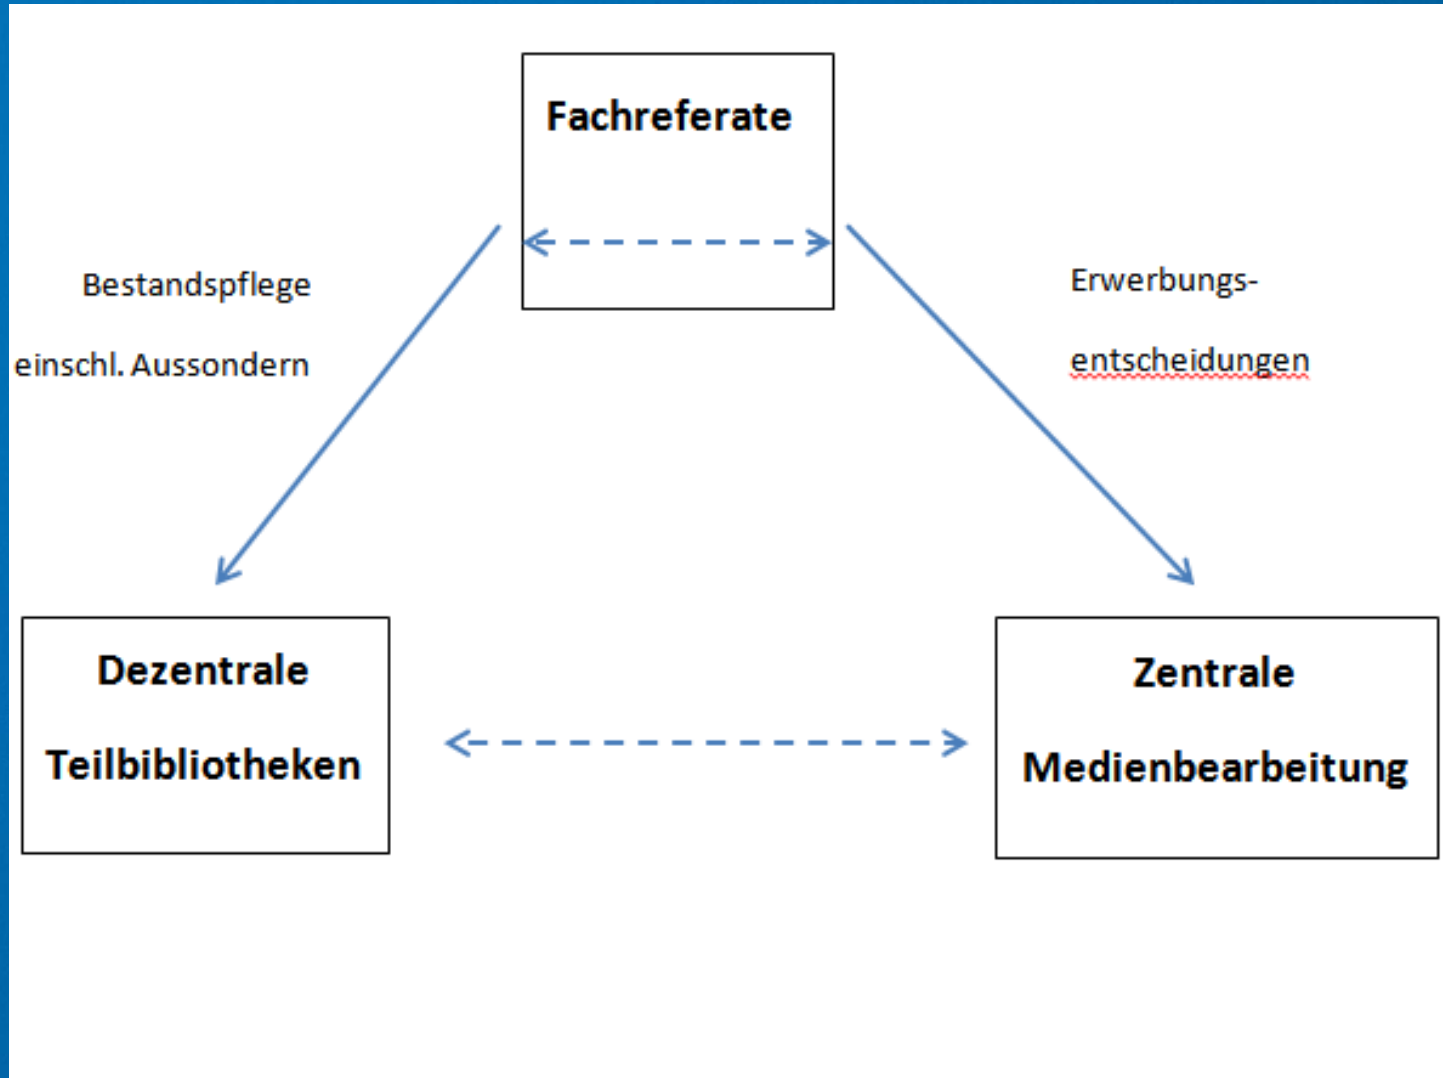 Fachreferate
Bestandspflege
einschl. Aussondern
Erwerbungs-
entscheidungen
Dezentrale
Teilbibliotheken
Zentrale
Medienbearbeitung